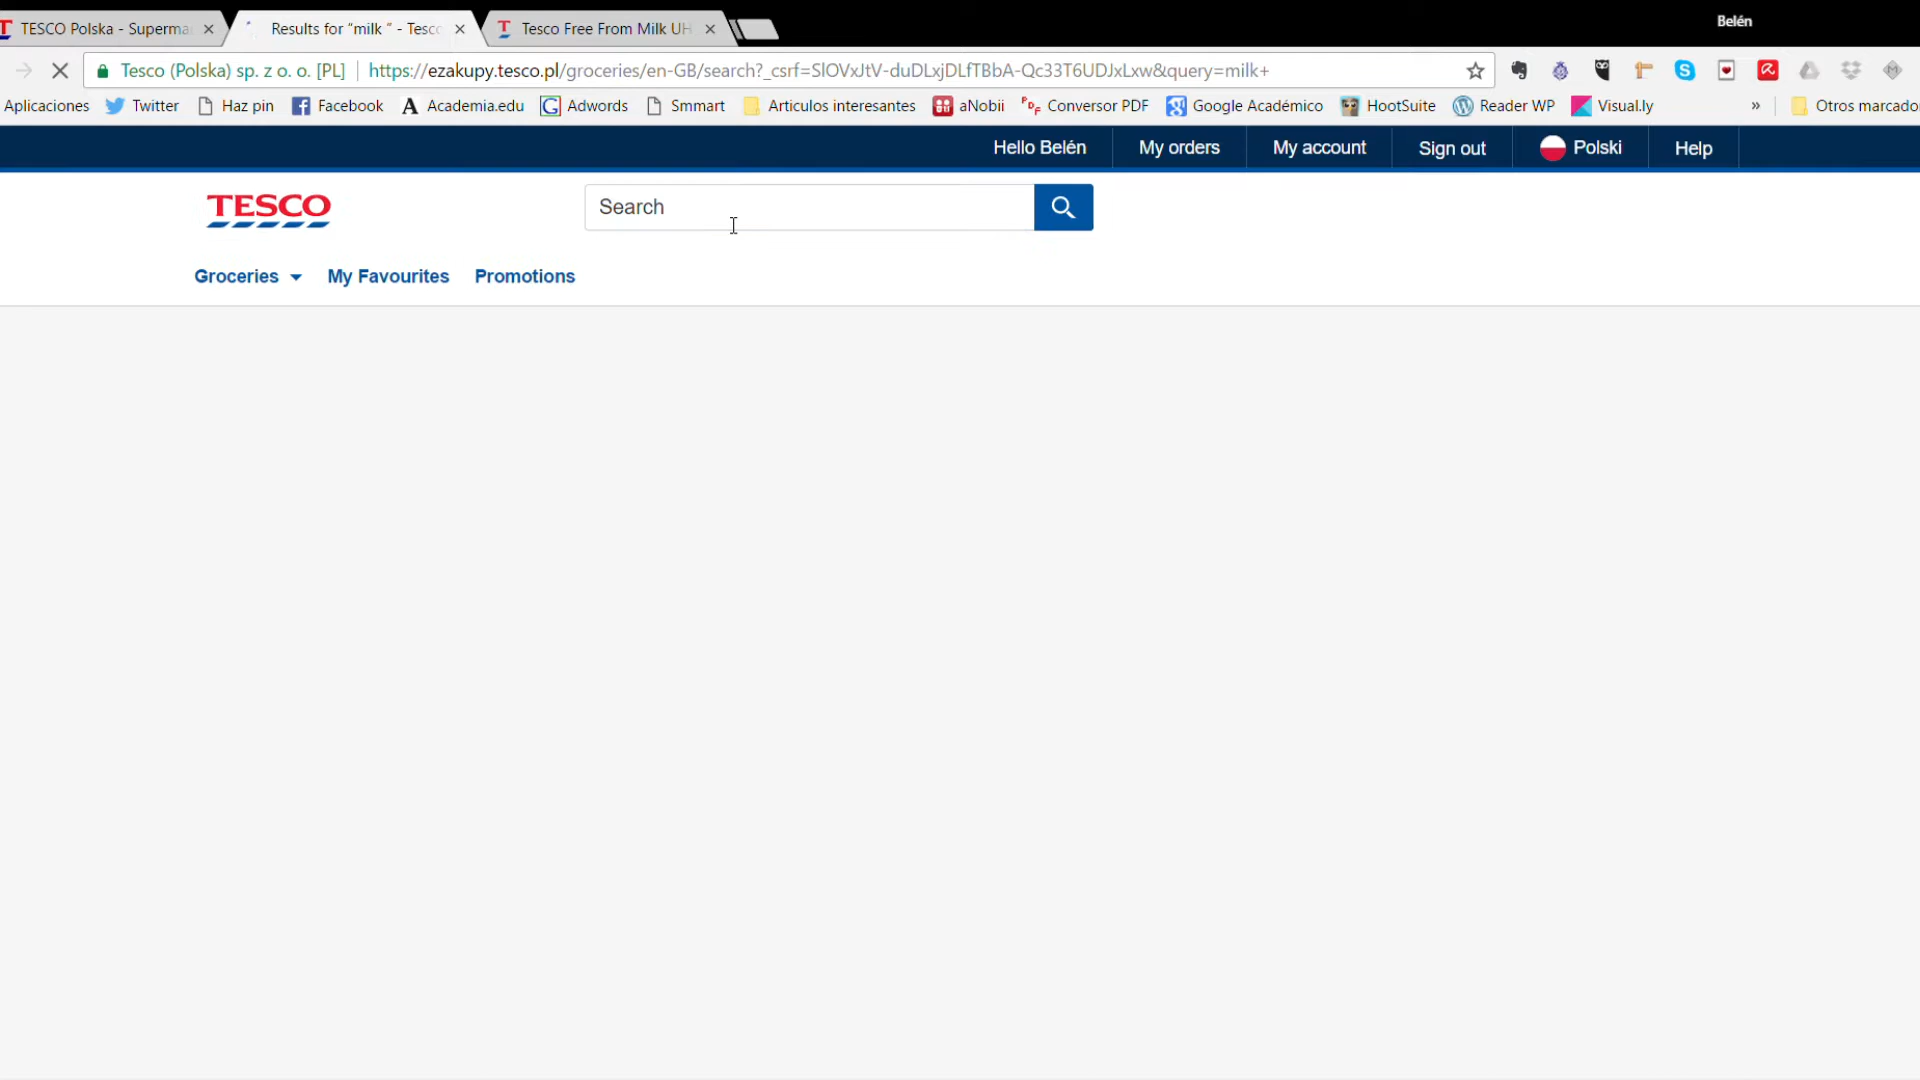 TESCO Polska - Superma
Results for "milk " - Tesco
Tesco Free From Milk UH
Belén
Tesco (Polska) sp. z o. o. [PL] https://ezakupy.tesco.pl/groceries/en-GB/search?_csrf=SlOVxJtV-duDLxjDLfTBbA-Qc33T6UDJxLxw&query=milk+
Aplicaciones Twitter Haz pin Facebook Academia.edu Adwords Smmart Articulos interesantes aNobii Conversor PDF Google Académico HootSuite Reader WP Visual.ly » Otros marcado
Hello Belén My orders My account Sign out Polski Help
TESCO
Search
Groceries My Favourites Promotions